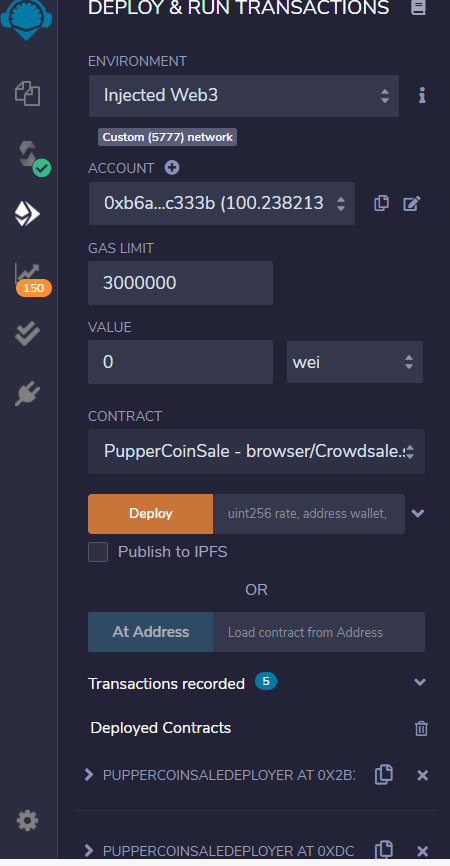 DEPLOY & RUN TRANSACTIONS
ENVIRONMENT
Injected Web3
Custom (5777) network
ACCOUNT
0xb6a...c333b (100.238213
GAS LIMIT
3000000
150
VALUE
0 wei
CONTRACT
PupperCoinSale - browser/Crowdsale.s
Deploy uint256 rate, address wallet,
Publish to IPFS
OR
At Address Load contract from Address
Transactions recorded 5
Deployed Contracts
PUPPERCOINSALEDEPLOYER AT 0X2B
PUPPERCOINSALEDEPLOYER AT 0XDC